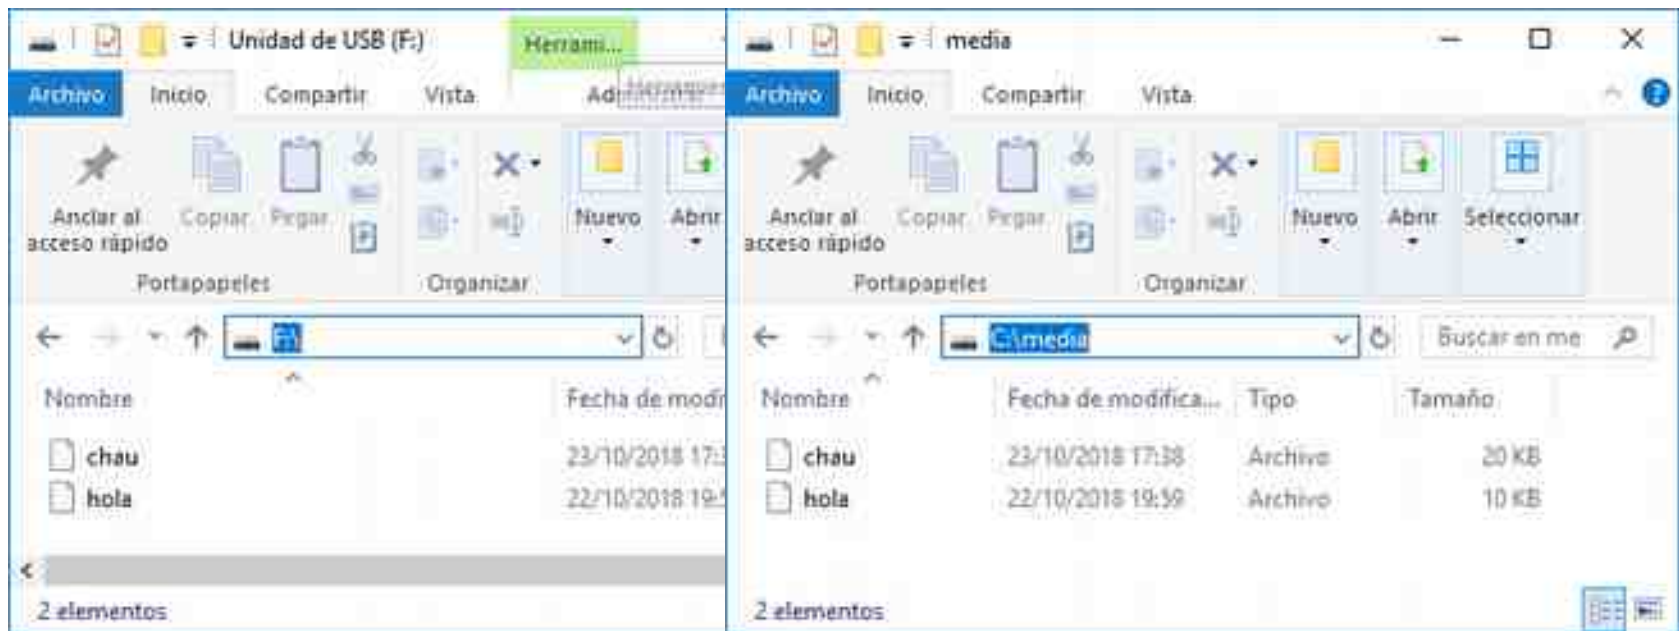 Unidad de USB (F:)
Herrami...
Archivo
Inicio
Compartir
Vista
Anclar al
acceso rápido
Copiar
Pegar
Nuevo
Abrir
Portapapeles
Organizar
F:\
Nombre
Fecha de modif
chau
23/10/2018 17:3
hola
22/10/2018 19:5
2 elementos
media
Archivo
Inicio
Compartir
Vista
Anclar al
acceso rápido
Copiar
Pegar
Nuevo
Abrir
Seleccionar
Portapapeles
Organizar
C:\media
Buscar en me
Nombre
Fecha de modifica...
Tipo
Tamaño
chau
23/10/2018 17:38
Archivo
20 KB
hola
22/10/2018 19:59
Archivo
10 KB
2 elementos